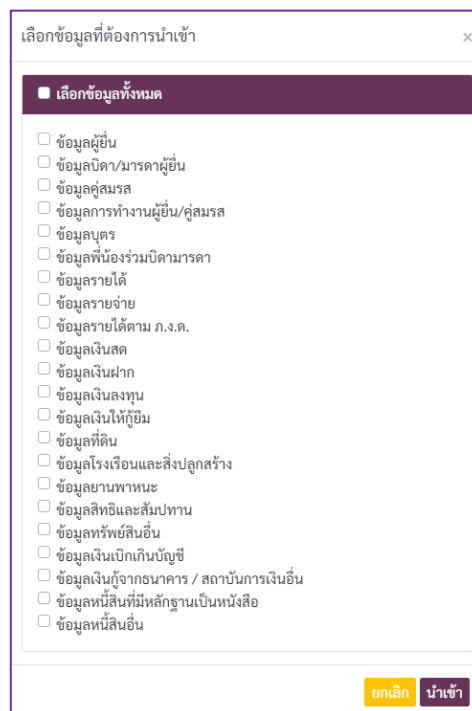 เลือกข้อมูลที่ต้องการนำเข้า ×
เลือกข้อมูลทั้งหมด
ข้อมูลผู้ยื่น
ข้อมูลบิดา/มารดาผู้ยื่น
ข้อมูลคู่สมรส
ข้อมูลการทำงานผู้ยื่น/คู่สมรส
ข้อมูลบุตร
ข้อมูลพี่น้องร่วมบิดามารดา
ข้อมูลรายได้
ข้อมูลรายจ่าย
ข้อมูลรายได้ตาม ภ.ง.ด.
ข้อมูลเงินสด
ข้อมูลเงินฝาก
ข้อมูลเงินลงทุน
ข้อมูลเงินให้กู้ยืม
ข้อมูลที่ดิน
ข้อมูลโรงเรือนและสิ่งปลูกสร้าง
ข้อมูลยานพาหนะ
ข้อมูลสิทธิและสัมปทาน
ข้อมูลทรัพย์สินอื่น
ข้อมูลเงินเบิกเกินบัญชี
ข้อมูลเงินกู้จากธนาคาร / สถาบันการเงินอื่น
ข้อมูลหนี้สินที่มีหลักฐานเป็นหนังสือ
ข้อมูลหนี้สินอื่น
ยกเลิก นำเข้า